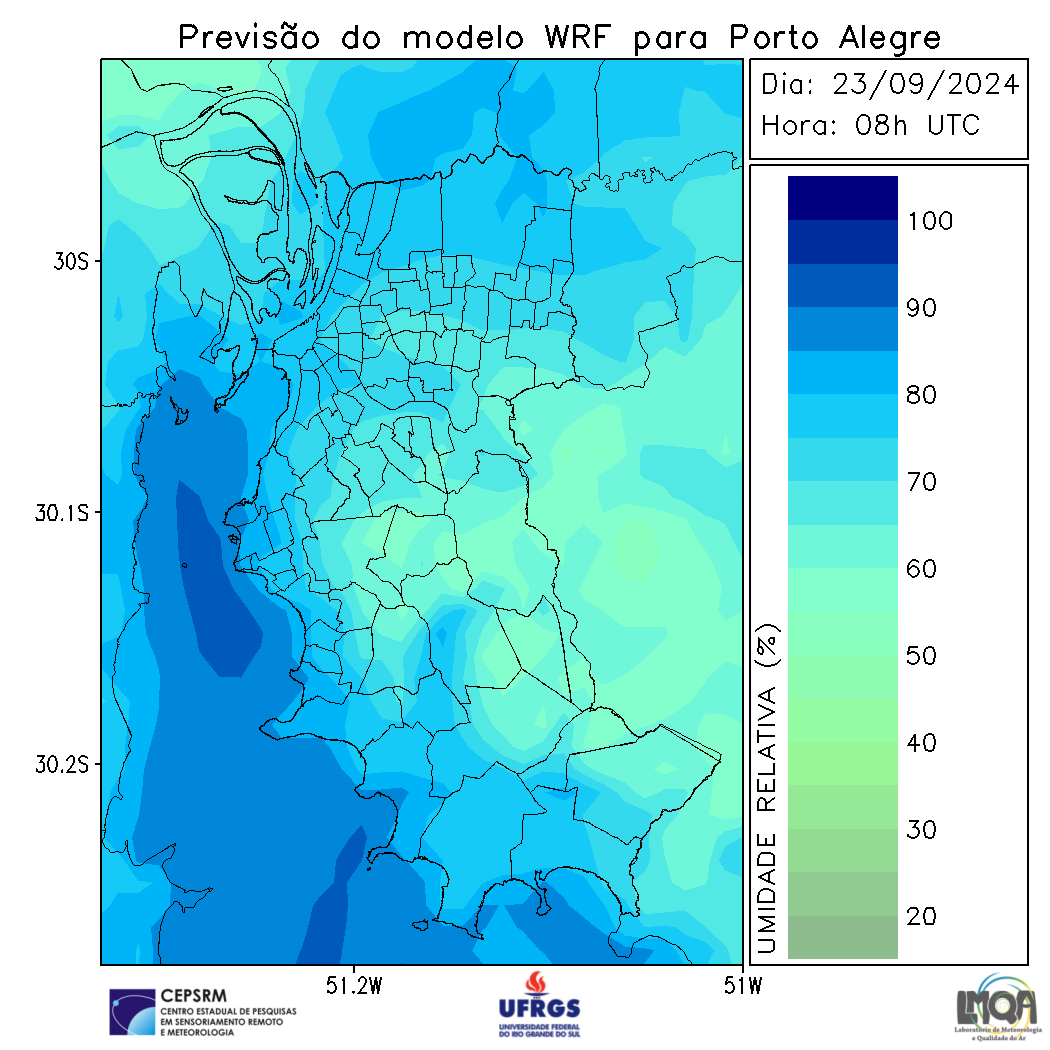 Previsão do modelo WRF para Porto Alegre
Dia: 23/09/2024
Hora: 08h UTC
30S
30.1S
30.2S
51.2W
51W
100
90
80
70
60
50
40
30
20
UMIDADE RELATIVA (%)
CEPSRM
CENTRO ESTADUAL DE PESQUISAS
EM SENSORIAMENTO REMOTO
E METEOROLOGIA
UFRGS
UNIVERSIDADE FEDERAL
DO RIO GRANDE DO SUL
LMQA
Laboratório de Meteorologia
e Qualidade do Ar